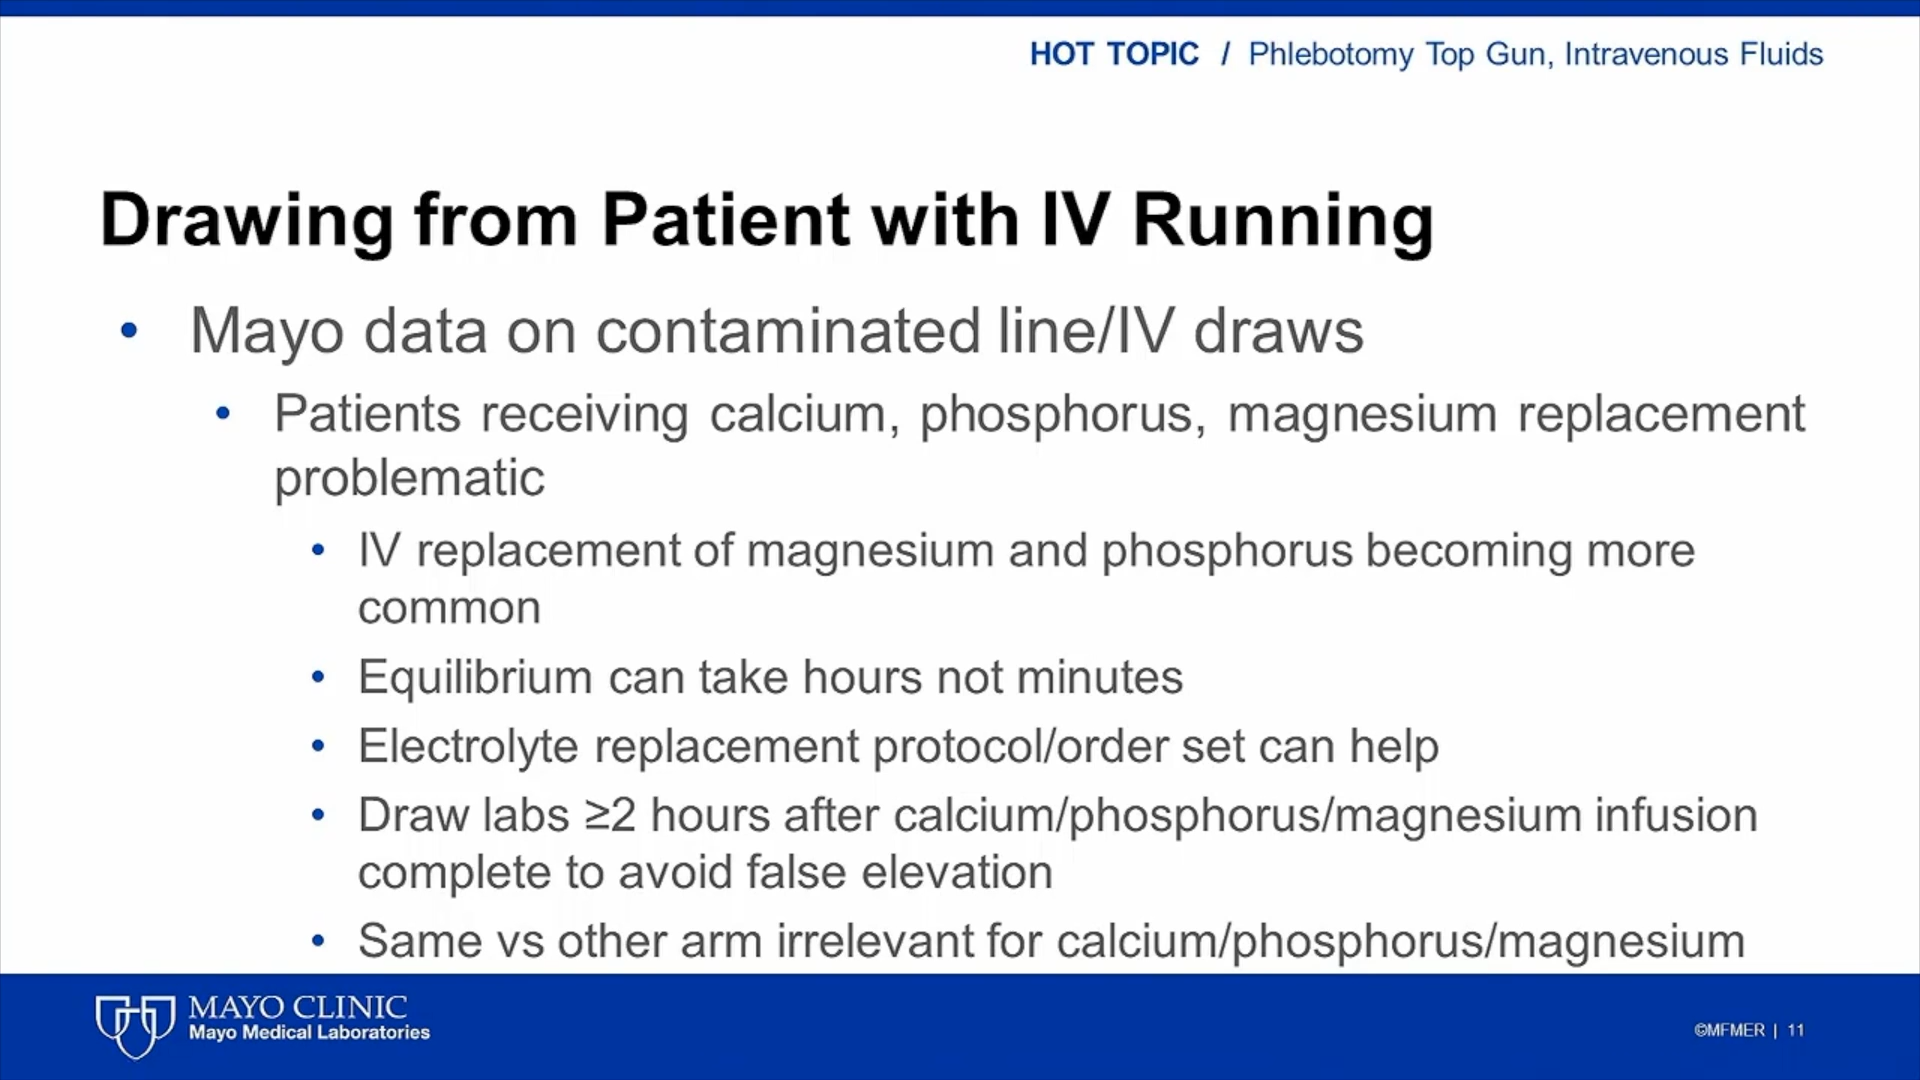 HOT TOPIC / Phlebotomy Top Gun, Intravenous Fluids
Drawing from Patient with IV Running
• Mayo data on contaminated line/IV draws
• Patients receiving calcium, phosphorus, magnesium replacement
problematic
• IV replacement of magnesium and phosphorus becoming more
common
• Equilibrium can take hours not minutes
• Electrolyte replacement protocol/order set can help
• Draw labs ≥2 hours after calcium/phosphorus/magnesium infusion
complete to avoid false elevation
• Same vs other arm irrelevant for calcium/phosphorus/magnesium
MAYO CLINIC
Mayo Medical Laboratories
©MFMER | 11